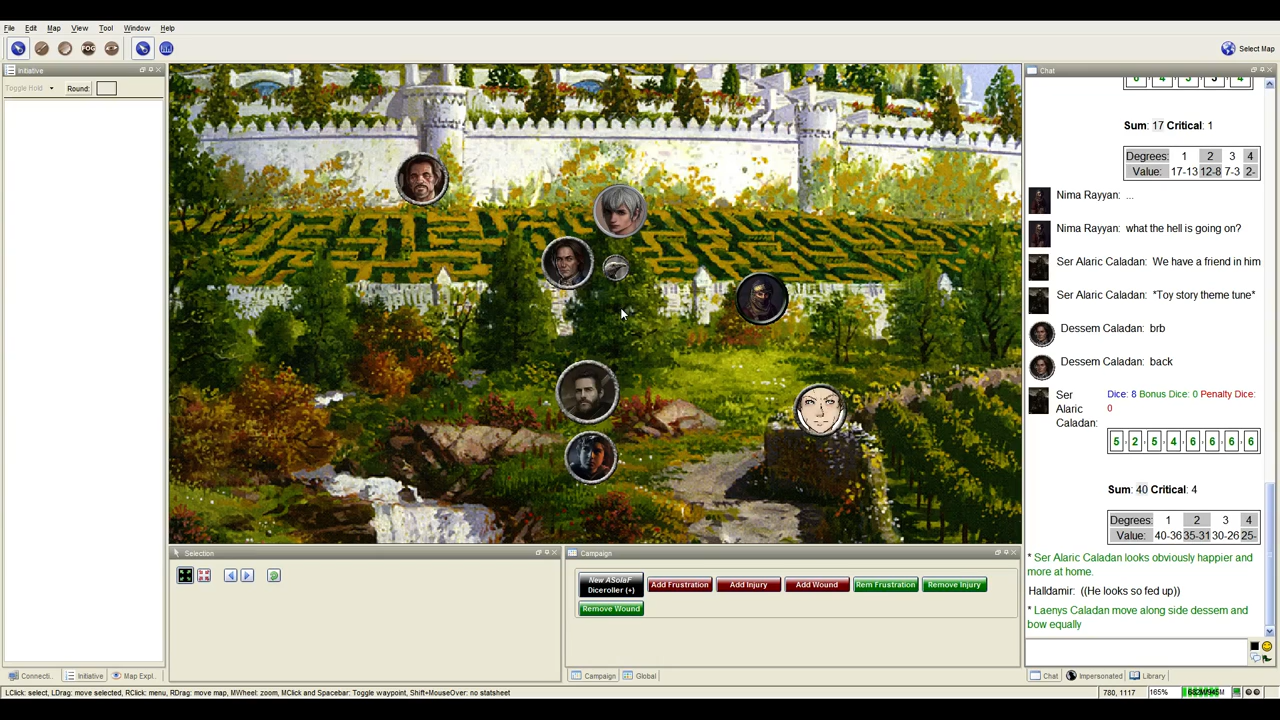 File Edit Map View Tool Window Help
FOG
Select Map
Initiative
Toggle Hold Round:
Chat
Sum: 17 Critical: 1
Degrees: 1 2 3 4
Value: 17-13 12-8 7-3 2-
Nima Rayyan: ...
Nima Rayyan: what the hell is going on?
Ser Alaric Caladan: We have a friend in him
Ser Alaric Caladan: *Toy story theme tune*
Dessem Caladan: brb
Dessem Caladan: back
Ser Alaric Caladan: Dice: 8 Bonus Dice: 0 Penalty Dice: 0
5 . 2 . 5 . 4 . 6 . 6 . 6 . 6
Sum: 40 Critical: 4
Degrees: 1 2 3 4
Value: 40-36 35-31 30-26 25-
* Ser Alaric Caladan looks obviously happier and
more at home.
Halldamir: ((He looks so fed up))
* Laenys Caladan move along side dessem and
bow equally
Selection
Campaign
New ASoIaF
Diceroller (+)
Add Frustration Add Injury Add Wound Rem Frustration Remove Injury
Remove Wound
Connecti.. Initiative Map Expl..
Campaign Global
Chat Impersonated Library
LClick: select, LDrag: move selected, RClick: menu, RDrag: move map, MWheel: zoom, MClick and Spacebar: Toggle waypoint, Shift+MouseOver: no statsheet
780, 1117 165%